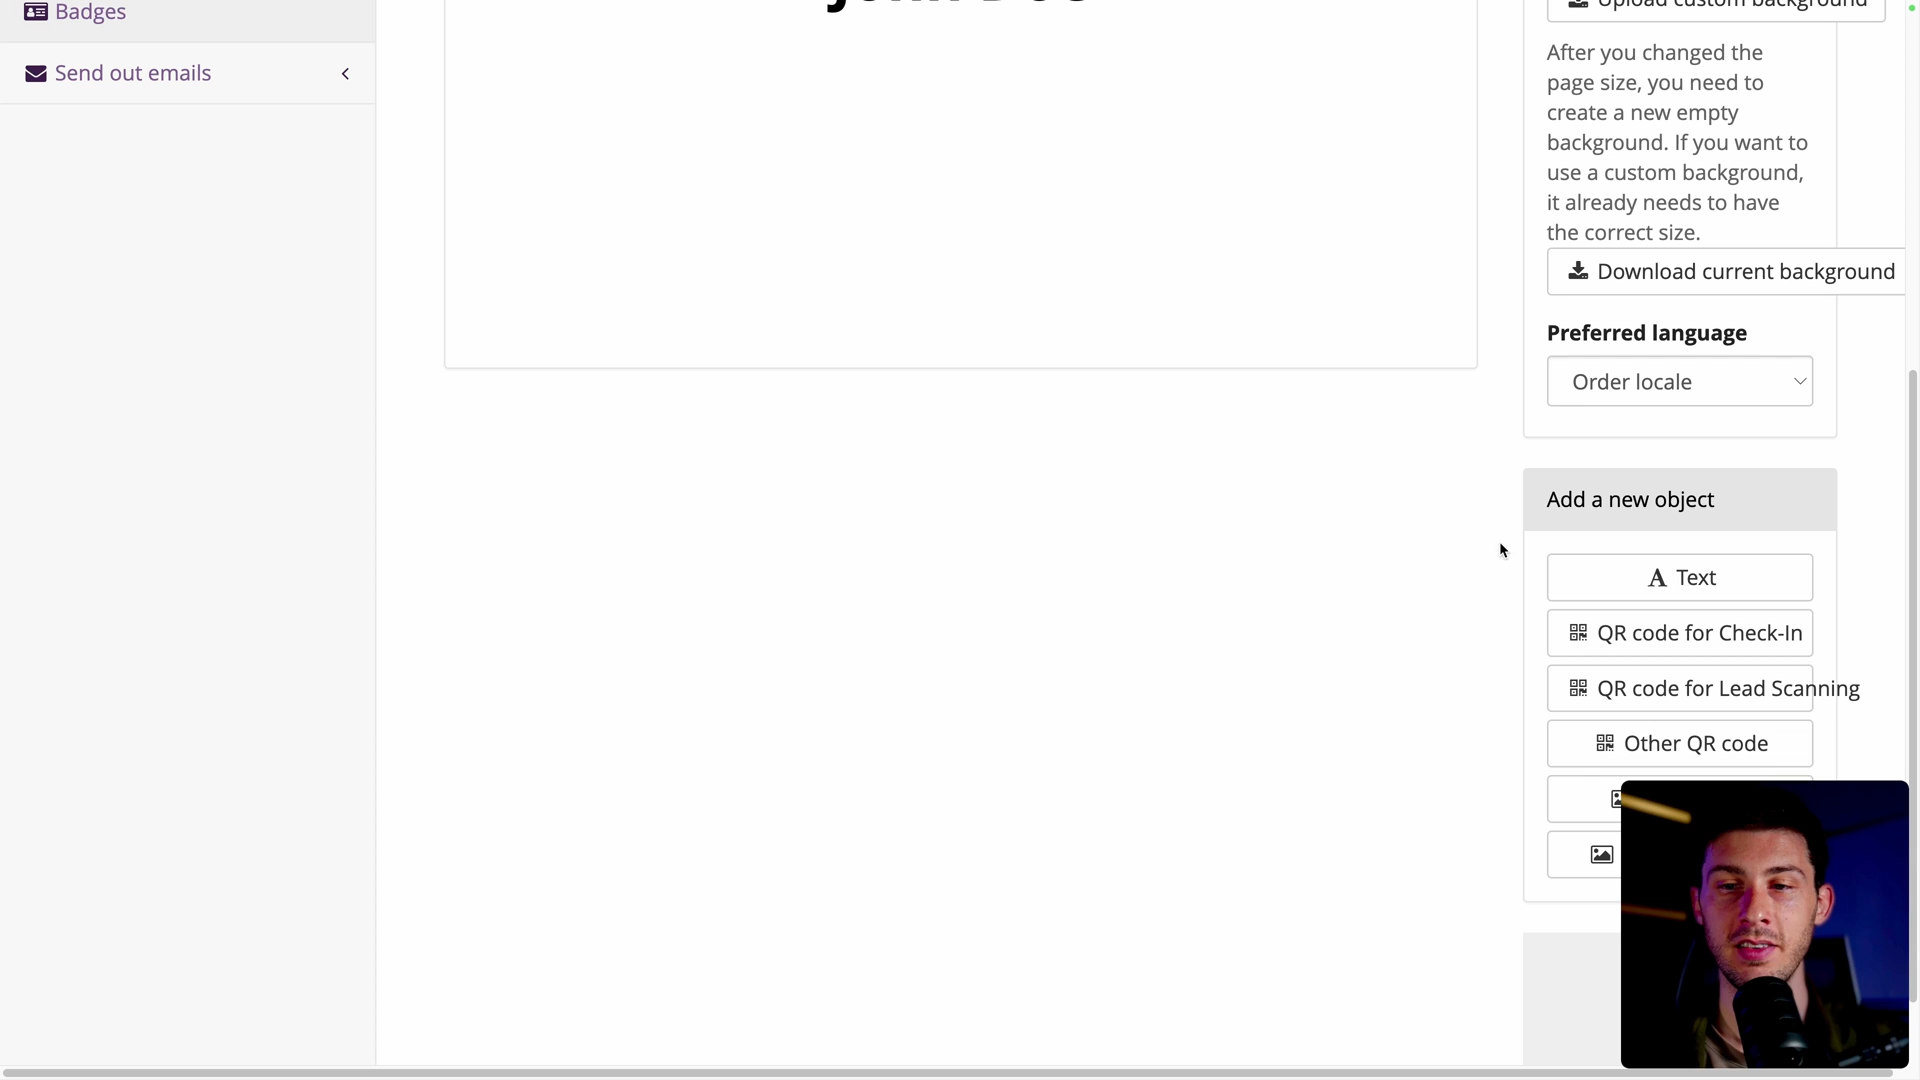 Badges
Send out emails
John Doe
Upload custom background
After you changed the
page size, you need to
create a new empty
background. If you want to
use a custom background,
it already needs to have
the correct size.
Download current background
Preferred language
Order locale
Add a new object
A Text
QR code for Check-In
QR code for Lead Scanning
Other QR code